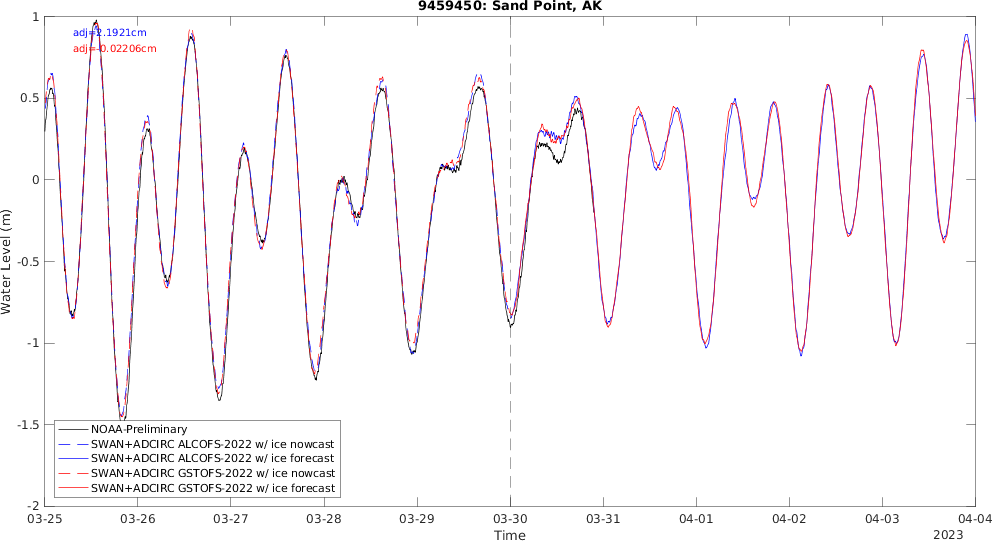 9459450: Sand Point, AK
adj=2.1921cm
adj=-0.02206cm
1
0.5
0
-0.5
-1
-1.5
-2
Water Level (m)
NOAA-Preliminary
SWAN+ADCIRC ALCOFS-2022 w/ ice nowcast
SWAN+ADCIRC ALCOFS-2022 w/ ice forecast
SWAN+ADCIRC GSTOFS-2022 w/ ice nowcast
SWAN+ADCIRC GSTOFS-2022 w/ ice forecast
03-25 03-26 03-27 03-28 03-29 03-30 03-31 04-01 04-02 04-03 04-04
Time
2023